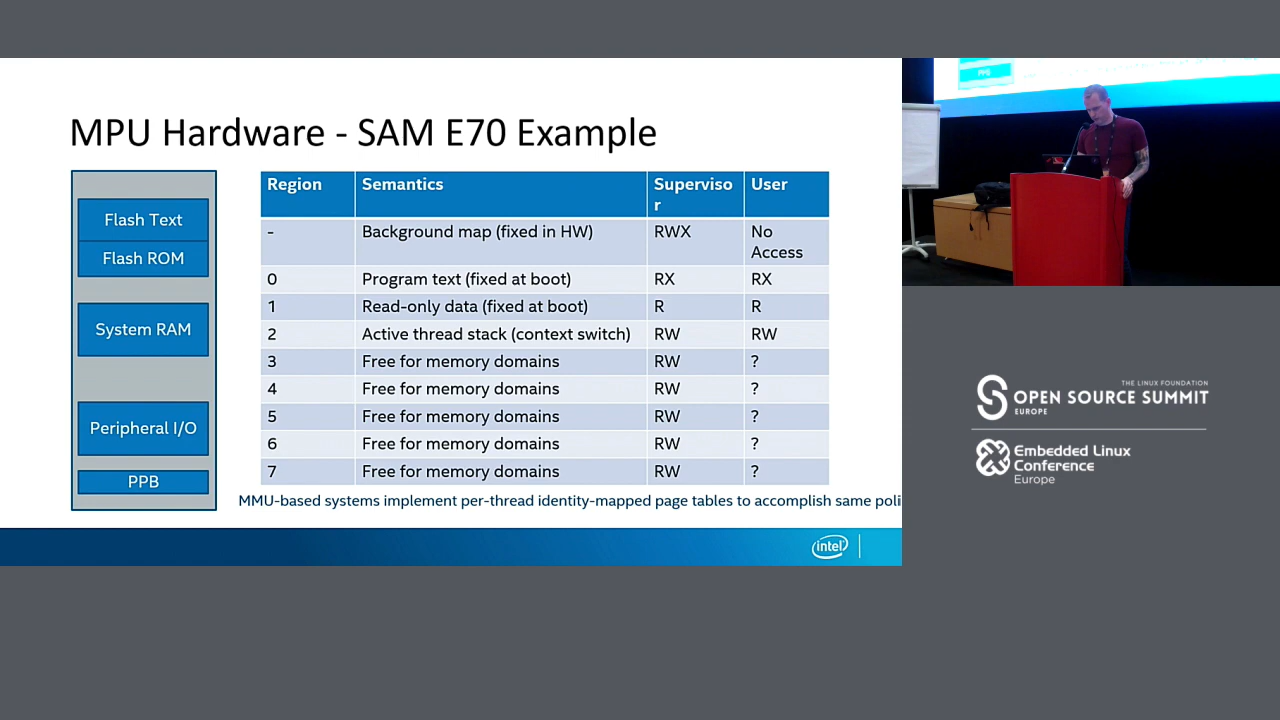 MPU Hardware - SAM E70 Example
Flash Text
Flash ROM
System RAM
Peripheral I/O
PPB
Region Semantics Superviso User
r
- Background map (fixed in HW) RWX No
Access
0 Program text (fixed at boot) RX RX
1 Read-only data (fixed at boot) R R
2 Active thread stack (context switch) RW RW
3 Free for memory domains RW ?
4 Free for memory domains RW ?
5 Free for memory domains RW ?
6 Free for memory domains RW ?
7 Free for memory domains RW ?
MMU-based systems implement per-thread identity-mapped page tables to accomplish same poli
intel
PPB
THE LINUX FOUNDATION
OPEN SOURCE SUMMIT
EUROPE
Embedded Linux
Conference
Europe